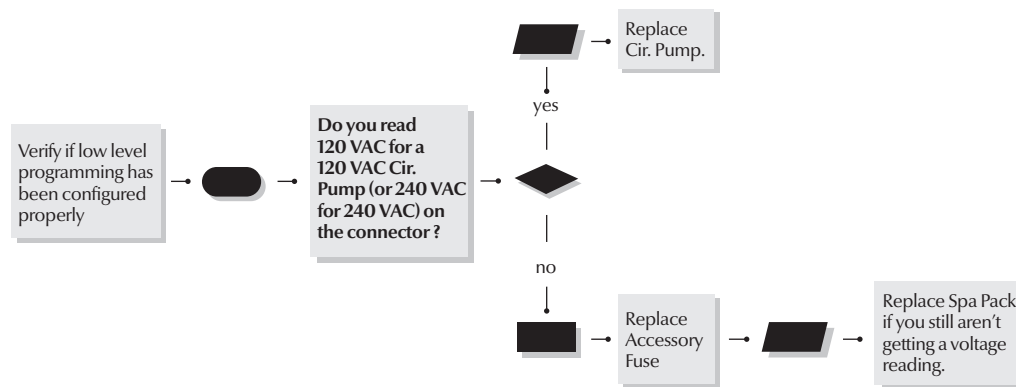 Verify if low level
programming has
been configured
properly
Do you read
120 VAC for a
120 VAC Cir.
Pump (or 240 VAC
for 240 VAC) on
the connector ?
yes
Replace
Cir. Pump.
no
Replace
Accessory
Fuse
Replace Spa Pack
if you still aren't
getting a voltage
reading.